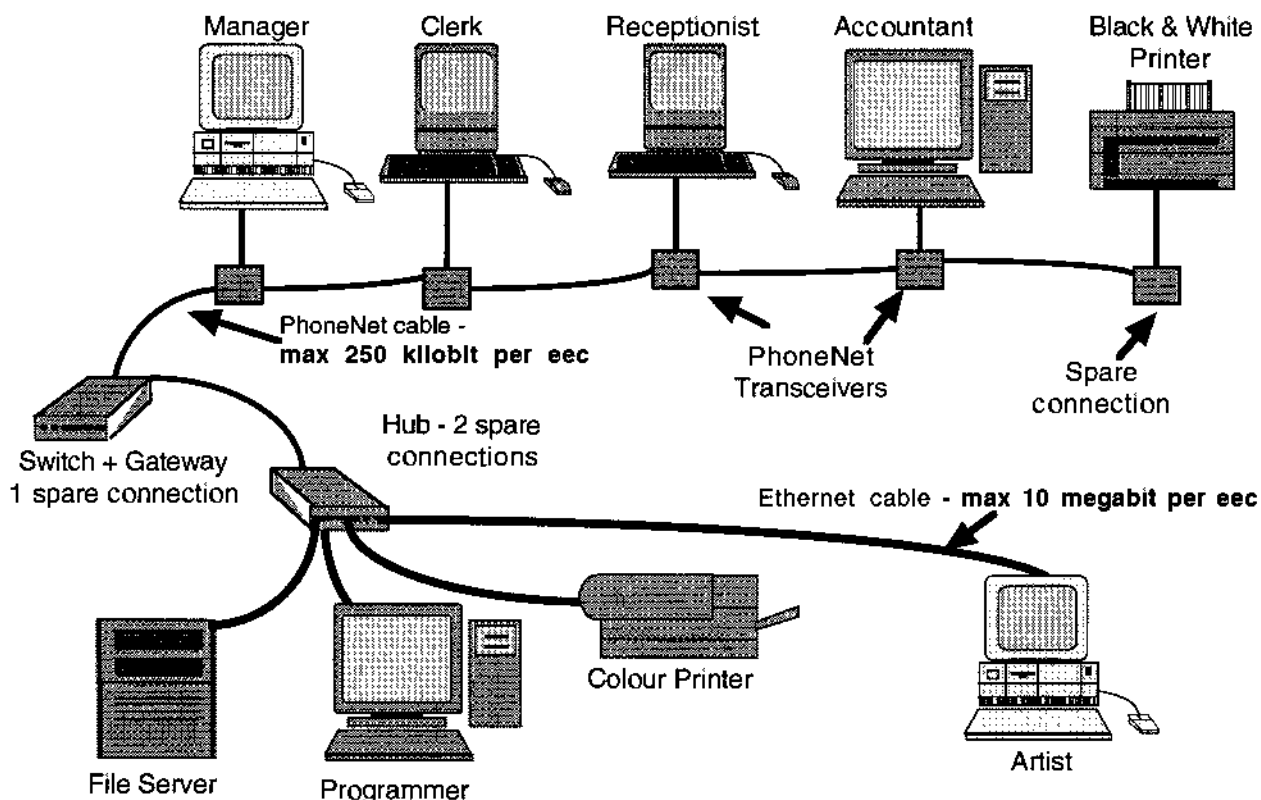 Manager
Clerk
Receptionist
Accountant
Black & White
Printer
PhoneNet cable -
max 250 kilobit per eec
PhoneNet
Transceivers
Spare
connection
Hub - 2 spare
connections
Switch + Gateway
1 spare connection
Ethernet cable - max 10 megabit per eec
Colour Printer
Artist
File Server
Programmer